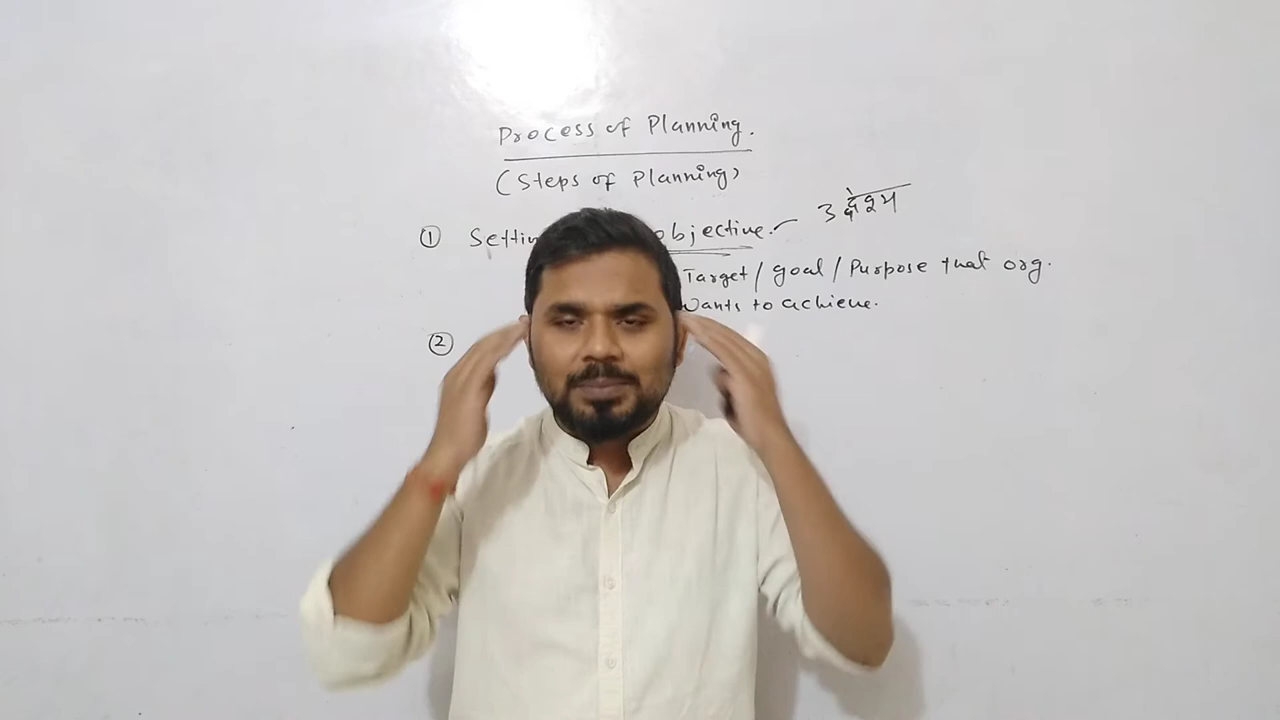 Process of Planning.
(Steps of Planning)
① Settin objective. उद्देश्य
Target/goal/Purpose that org.
wants to achieve.
②